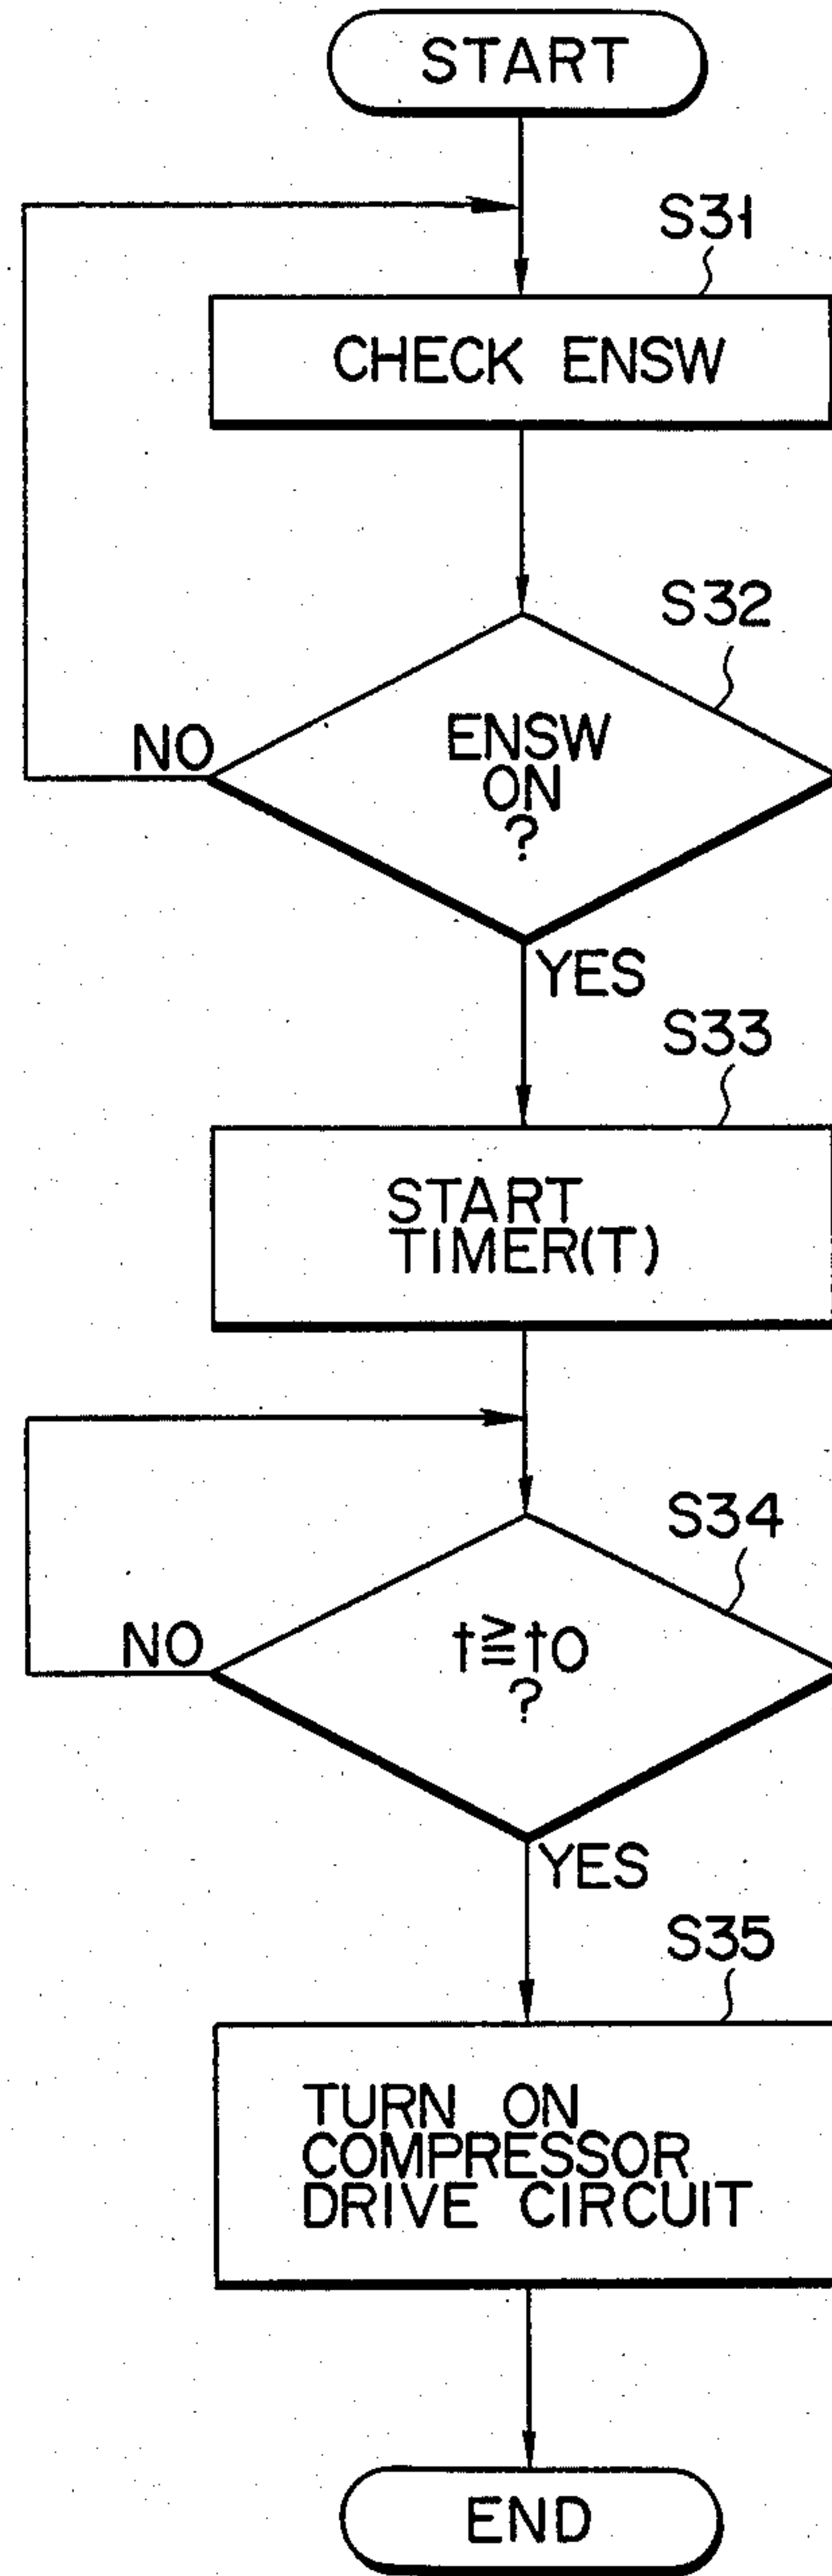 START
S31
CHECK ENSW
S32
NO
ENSW
ON
?
YES
S33
START
TIMER(T)
S34
NO
t≧t0
?
YES
S35
TURN ON
COMPRESSOR
DRIVE CIRCUIT
END